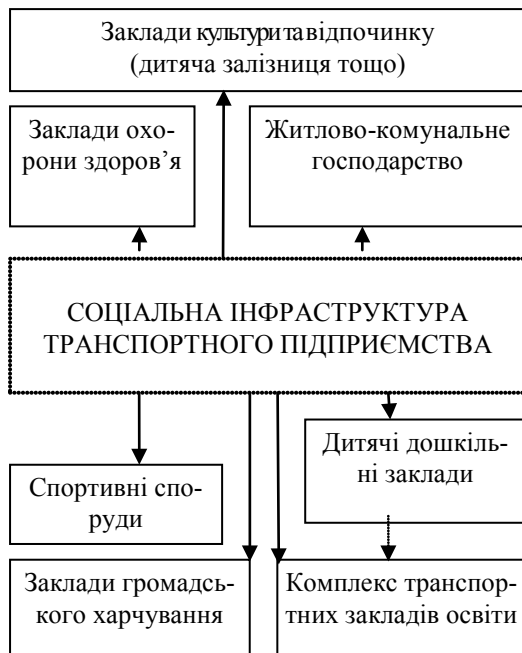 Заклади культури та відпочинку
(дитяча залізниця тощо)
Заклади охо-
рони здоров’я
Житлово-комунальне
господарство
СОЦІАЛЬНА ІНФРАСТРУКТУРА
ТРАНСПОРТНОГО ПІДПРИЄМСТВА
Дитячі дошкіль-
ні заклади
Спортивні спо-
руди
Заклади громадсь-
кого харчування
Комплекс транспор-
тних закладів освіти